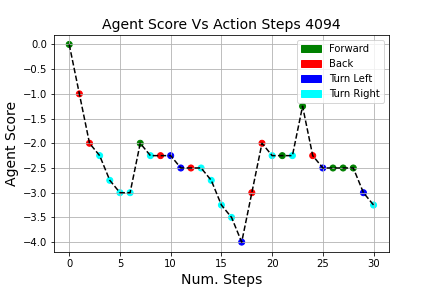 Agent Score Vs Action Steps 4094
Forward
Back
Turn Left
Turn Right
Agent Score
0.0
−0.5
−1.0
−1.5
−2.0
−2.5
−3.0
−3.5
−4.0
0 5 10 15 20 25 30
Num. Steps